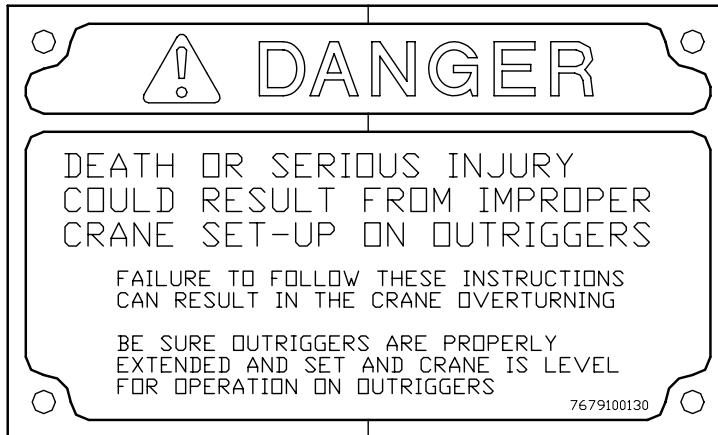 DANGER
DEATH OR SERIOUS INJURY
COULD RESULT FROM IMPROPER
CRANE SET-UP ON OUTRIGGERS
FAILURE TO FOLLOW THESE INSTRUCTIONS
CAN RESULT IN THE CRANE OVERTURNING
BE SURE OUTRIGGERS ARE PROPERLY
EXTENDED AND SET AND CRANE IS LEVEL
FOR OPERATION ON OUTRIGGERS
7679100130